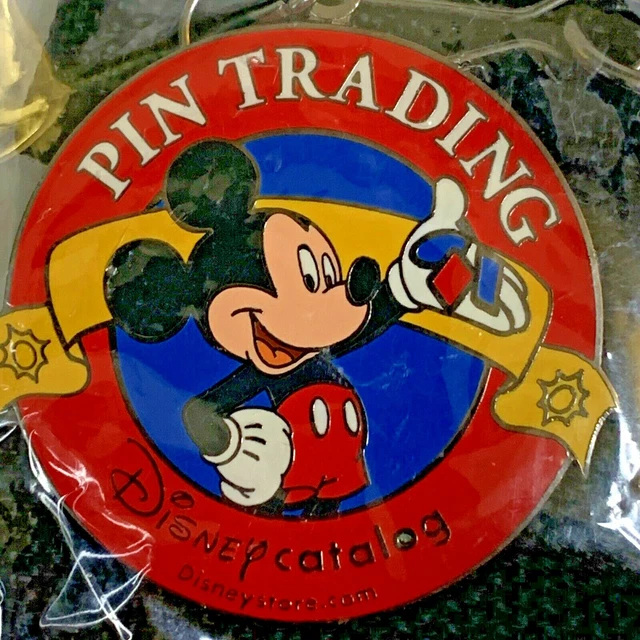 PIN TRADING
Disney catalog
Disneystore.com